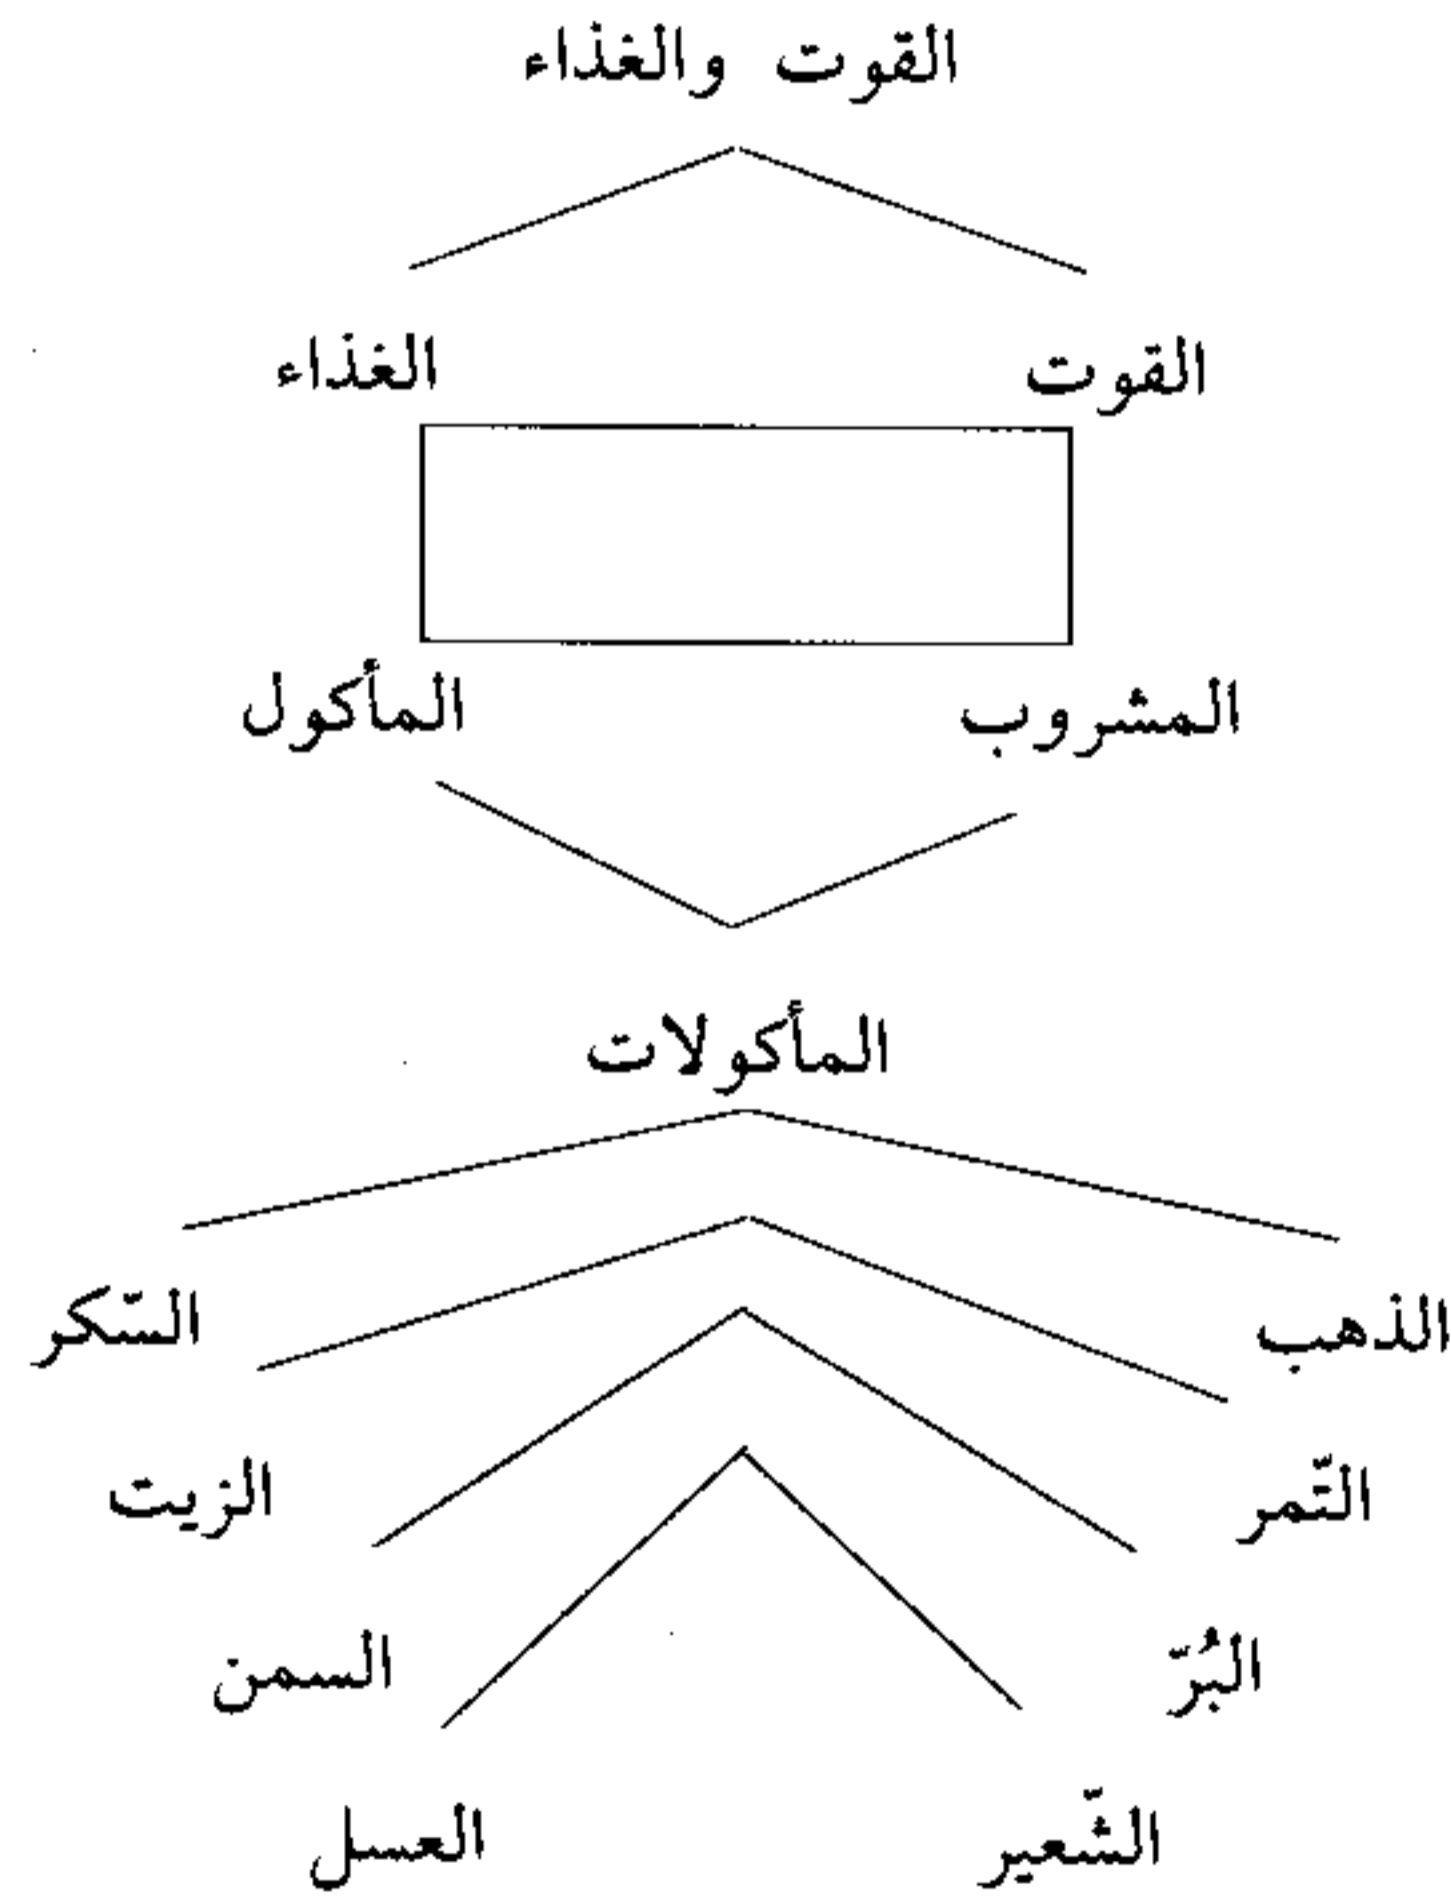 القوت والغذاء
القوت الغذاء
المشروب المأكول
المأكولات
الذهب السّكر
التّمر الزيت
البُرّ السمن
الشّعير العسل